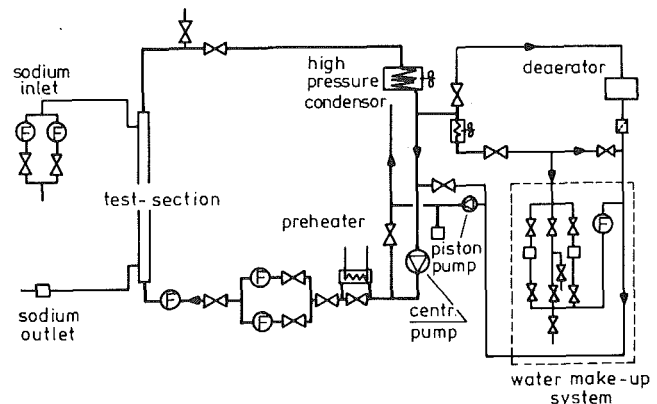 sodium
inlet
high
pressure
condensor
deaerator
test-section
preheater
piston
pump
centr.
pump
sodium
outlet
water make-up
system
F
F
F
F
F
F